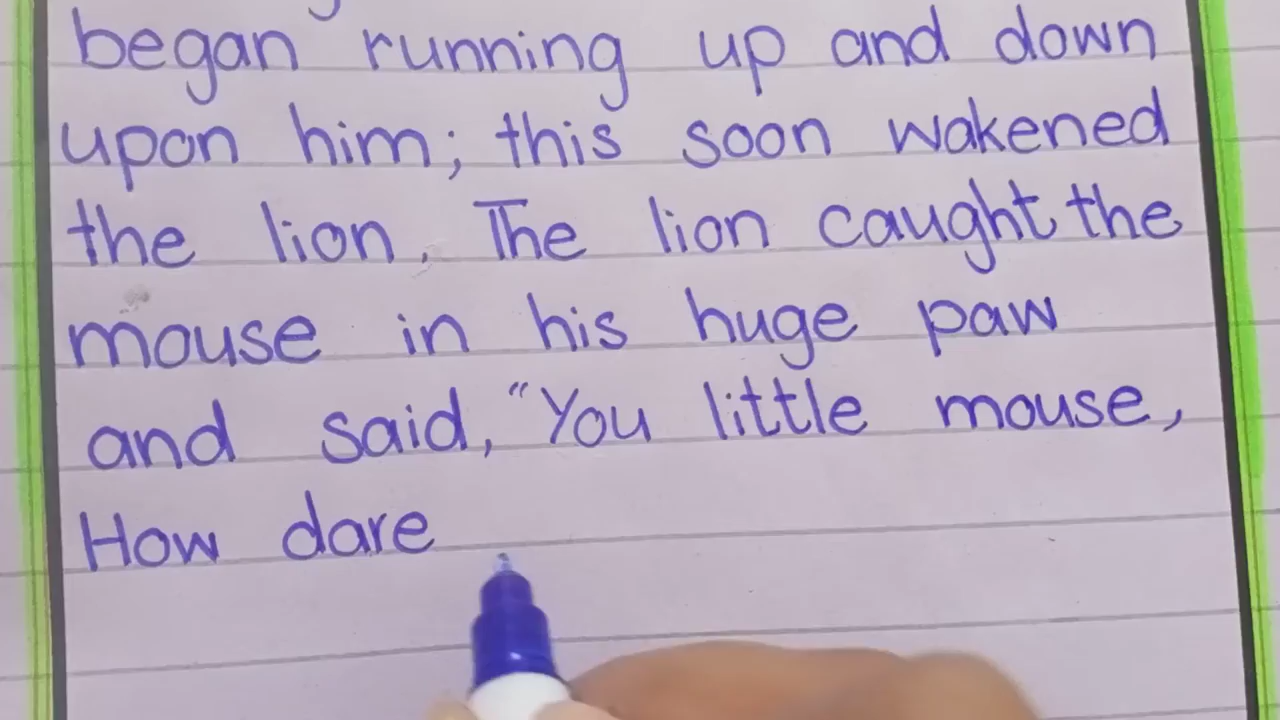 began running up and down
upon him; this soon wakened
the lion. The lion caught the
mouse in his huge paw
and said, "You little mouse,
How dare